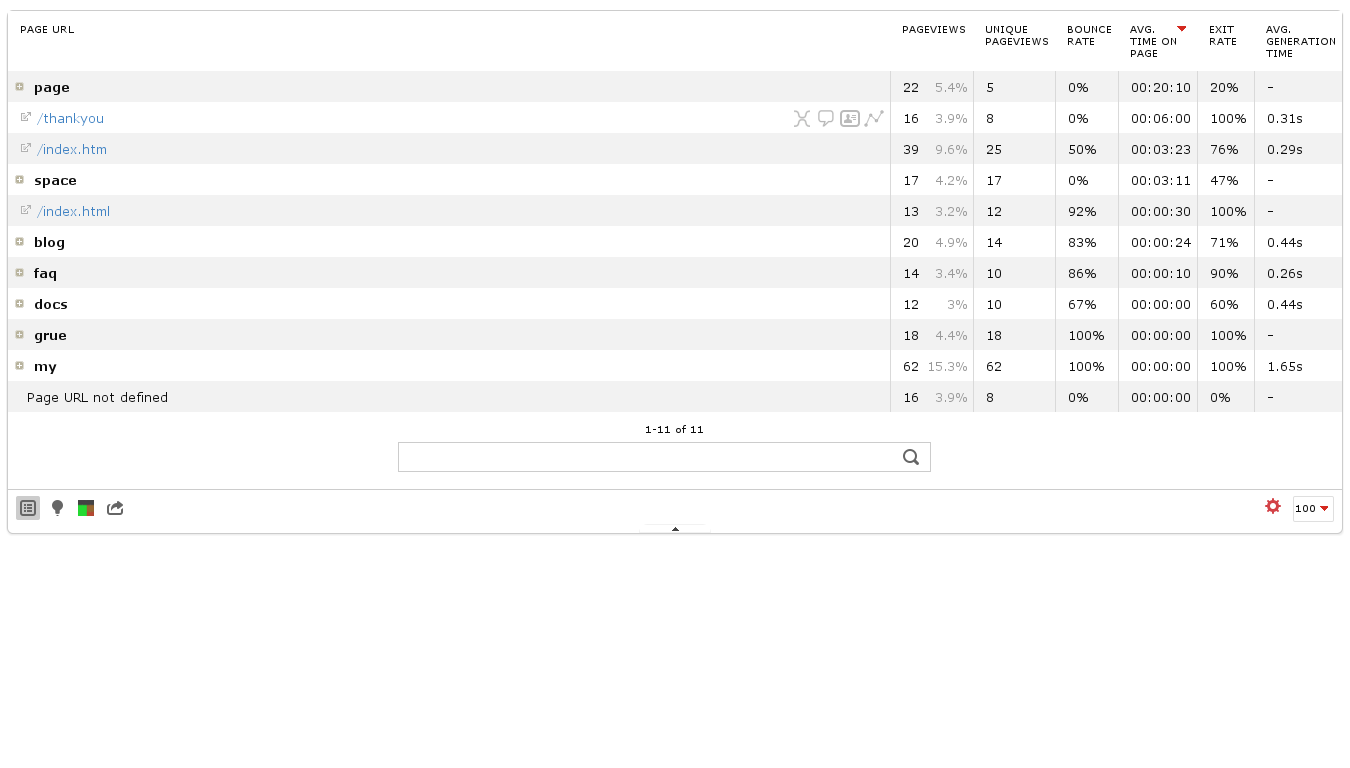 PAGE URL PAGEVIEWS UNIQUE PAGEVIEWS BOUNCE RATE AVG. TIME ON PAGE EXIT RATE AVG. GENERATION TIME
page 22 5.4% 5 0% 00:20:10 20% -
/thankyou 16 3.9% 8 0% 00:06:00 100% 0.31s
/index.htm 39 9.6% 25 50% 00:03:23 76% 0.29s
space 17 4.2% 17 0% 00:03:11 47% -
/index.html 13 3.2% 12 92% 00:00:30 100% -
blog 20 4.9% 14 83% 00:00:24 71% 0.44s
faq 14 3.4% 10 86% 00:00:10 90% 0.26s
docs 12 3% 10 67% 00:00:00 60% 0.44s
grue 18 4.4% 18 100% 00:00:00 100% -
my 62 15.3% 62 100% 00:00:00 100% 1.65s
Page URL not defined 16 3.9% 8 0% 00:00:00 0% -
1-11 of 11
100